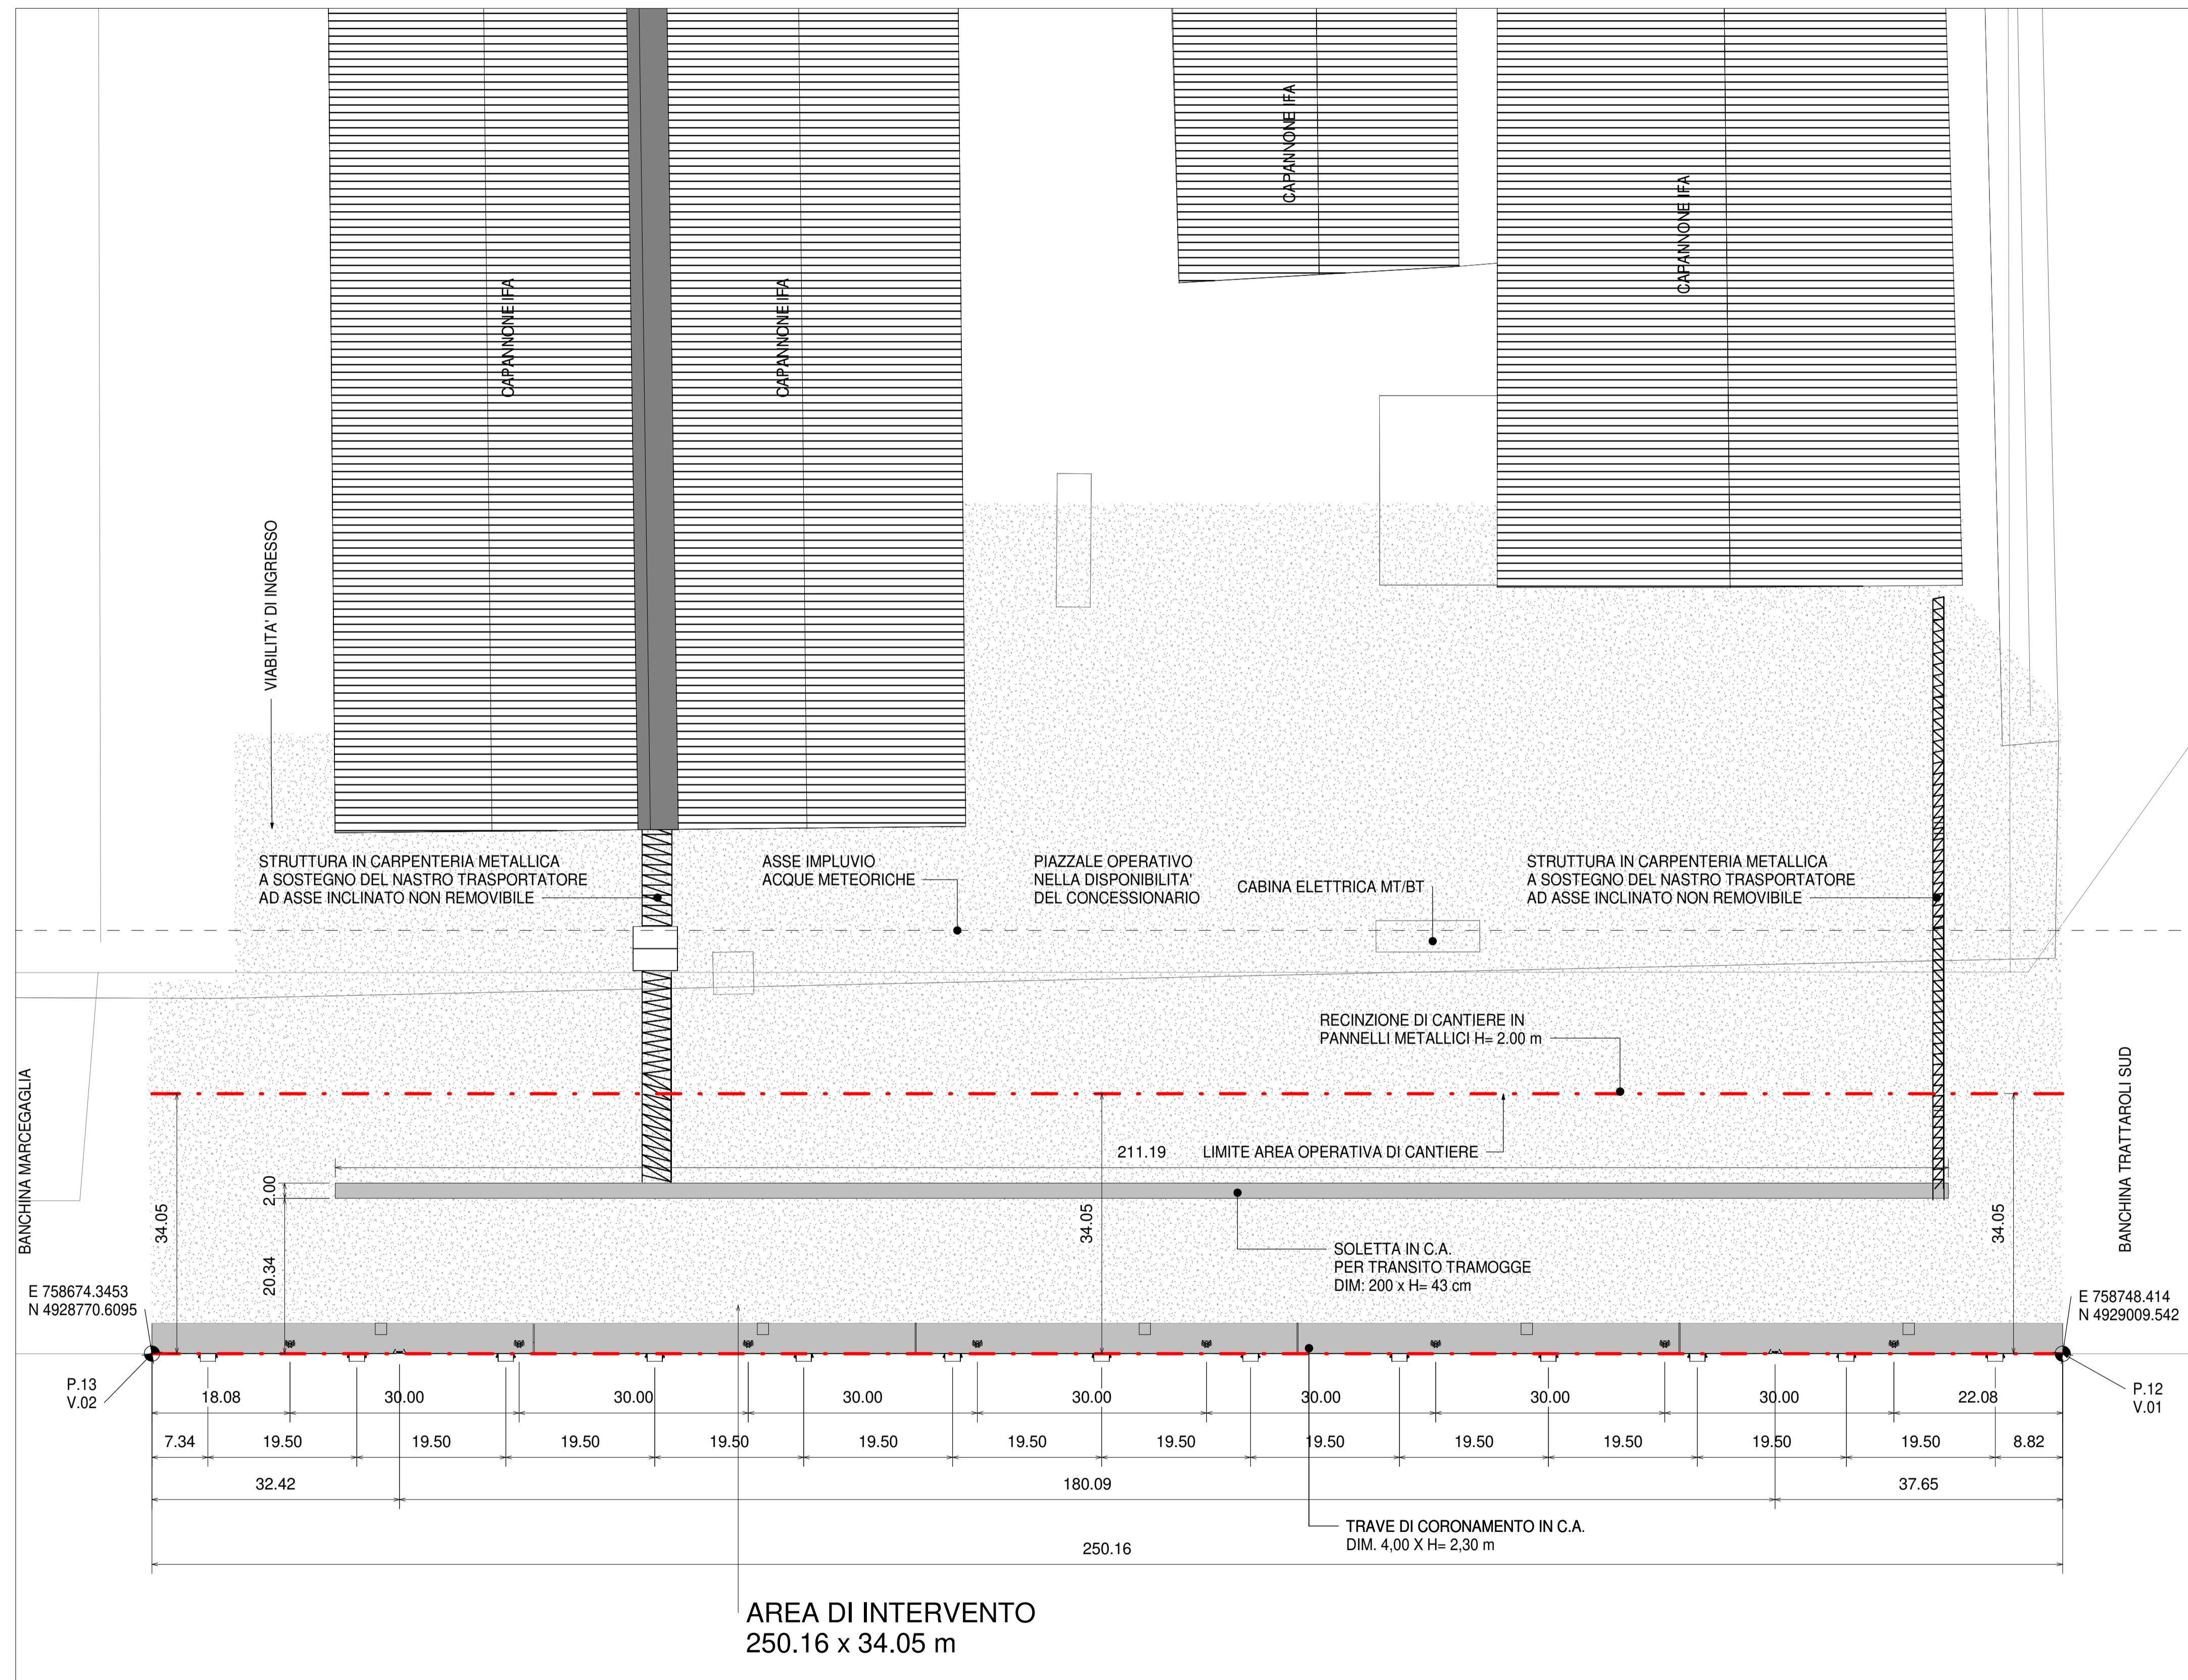 CAPANNONE IFA
CAPANNONE IFA
CAPANNONE IFA
CAPANNONE IFA
VIABILITA' DI INGRESSO
STRUTTURA IN CARPENTERIA METALLICA
A SOSTEGNO DEL NASTRO TRASPORTATORE
AD ASSE INCLINATO NON REMOVIBILE
ASSE IMPLUVIO
ACQUE METEORICHE
PIAZZALE OPERATIVO
NELLA DISPONIBILITA'
DEL CONCESSIONARIO
CABINA ELETTRICA MT/BT
STRUTTURA IN CARPENTERIA METALLICA
A SOSTEGNO DEL NASTRO TRASPORTATORE
AD ASSE INCLINATO NON REMOVIBILE
RECINZIONE DI CANTIERE IN
PANNELLI METALLICI H= 2.00 m
BANCHINA MARCEGAGLIA
BANCHINA TRATTAROLI SUD
211.19
LIMITE AREA OPERATIVA DI CANTIERE
2.00
34.05
34.05
34.05
20.34
SOLETTA IN C.A.
PER TRANSITO TRAMOGGE
DIM: 200 x H= 43 cm
E 758674.3453
N 4928770.6095
E 758748.414
N 4929009.542
P.13
V.02
P.12
V.01
18.08 30.00 30.00 30.00 30.00 30.00 30.00 30.00 22.08
7.34 19.50 19.50 19.50 19.50 19.50 19.50 19.50 19.50 19.50 19.50 19.50 19.50 8.82
32.42 180.09 37.65
TRAVE DI CORONAMENTO IN C.A.
DIM. 4,00 X H= 2,30 m
250.16
AREA DI INTERVENTO
250.16 x 34.05 m